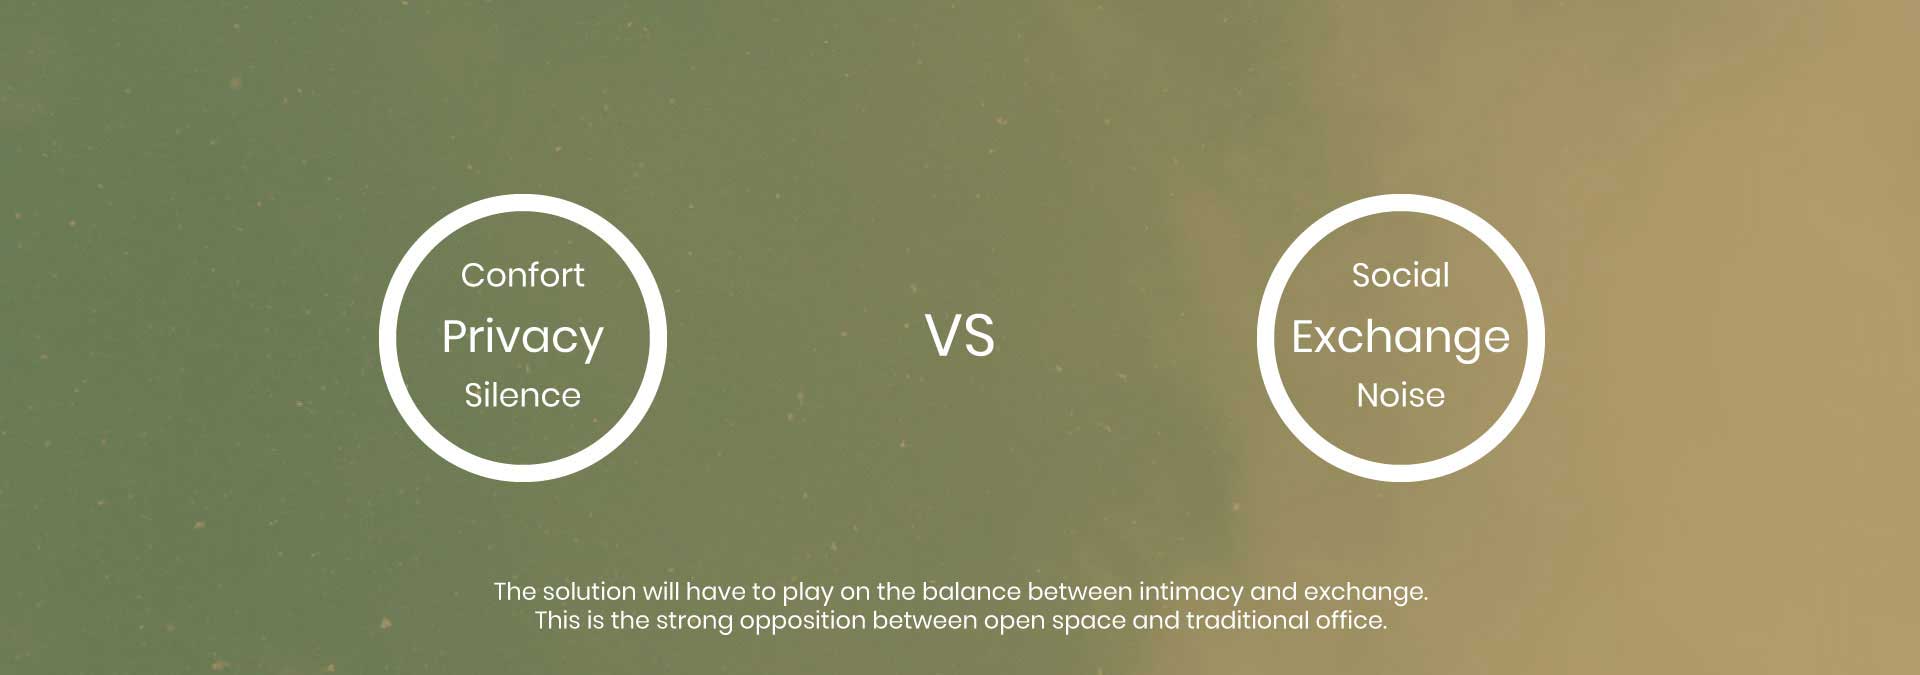 Confort
Privacy
Silence
VS
Social
Exchange
Noise
The solution will have to play on the balance between intimacy and exchange.
This is the strong opposition between open space and traditional office.